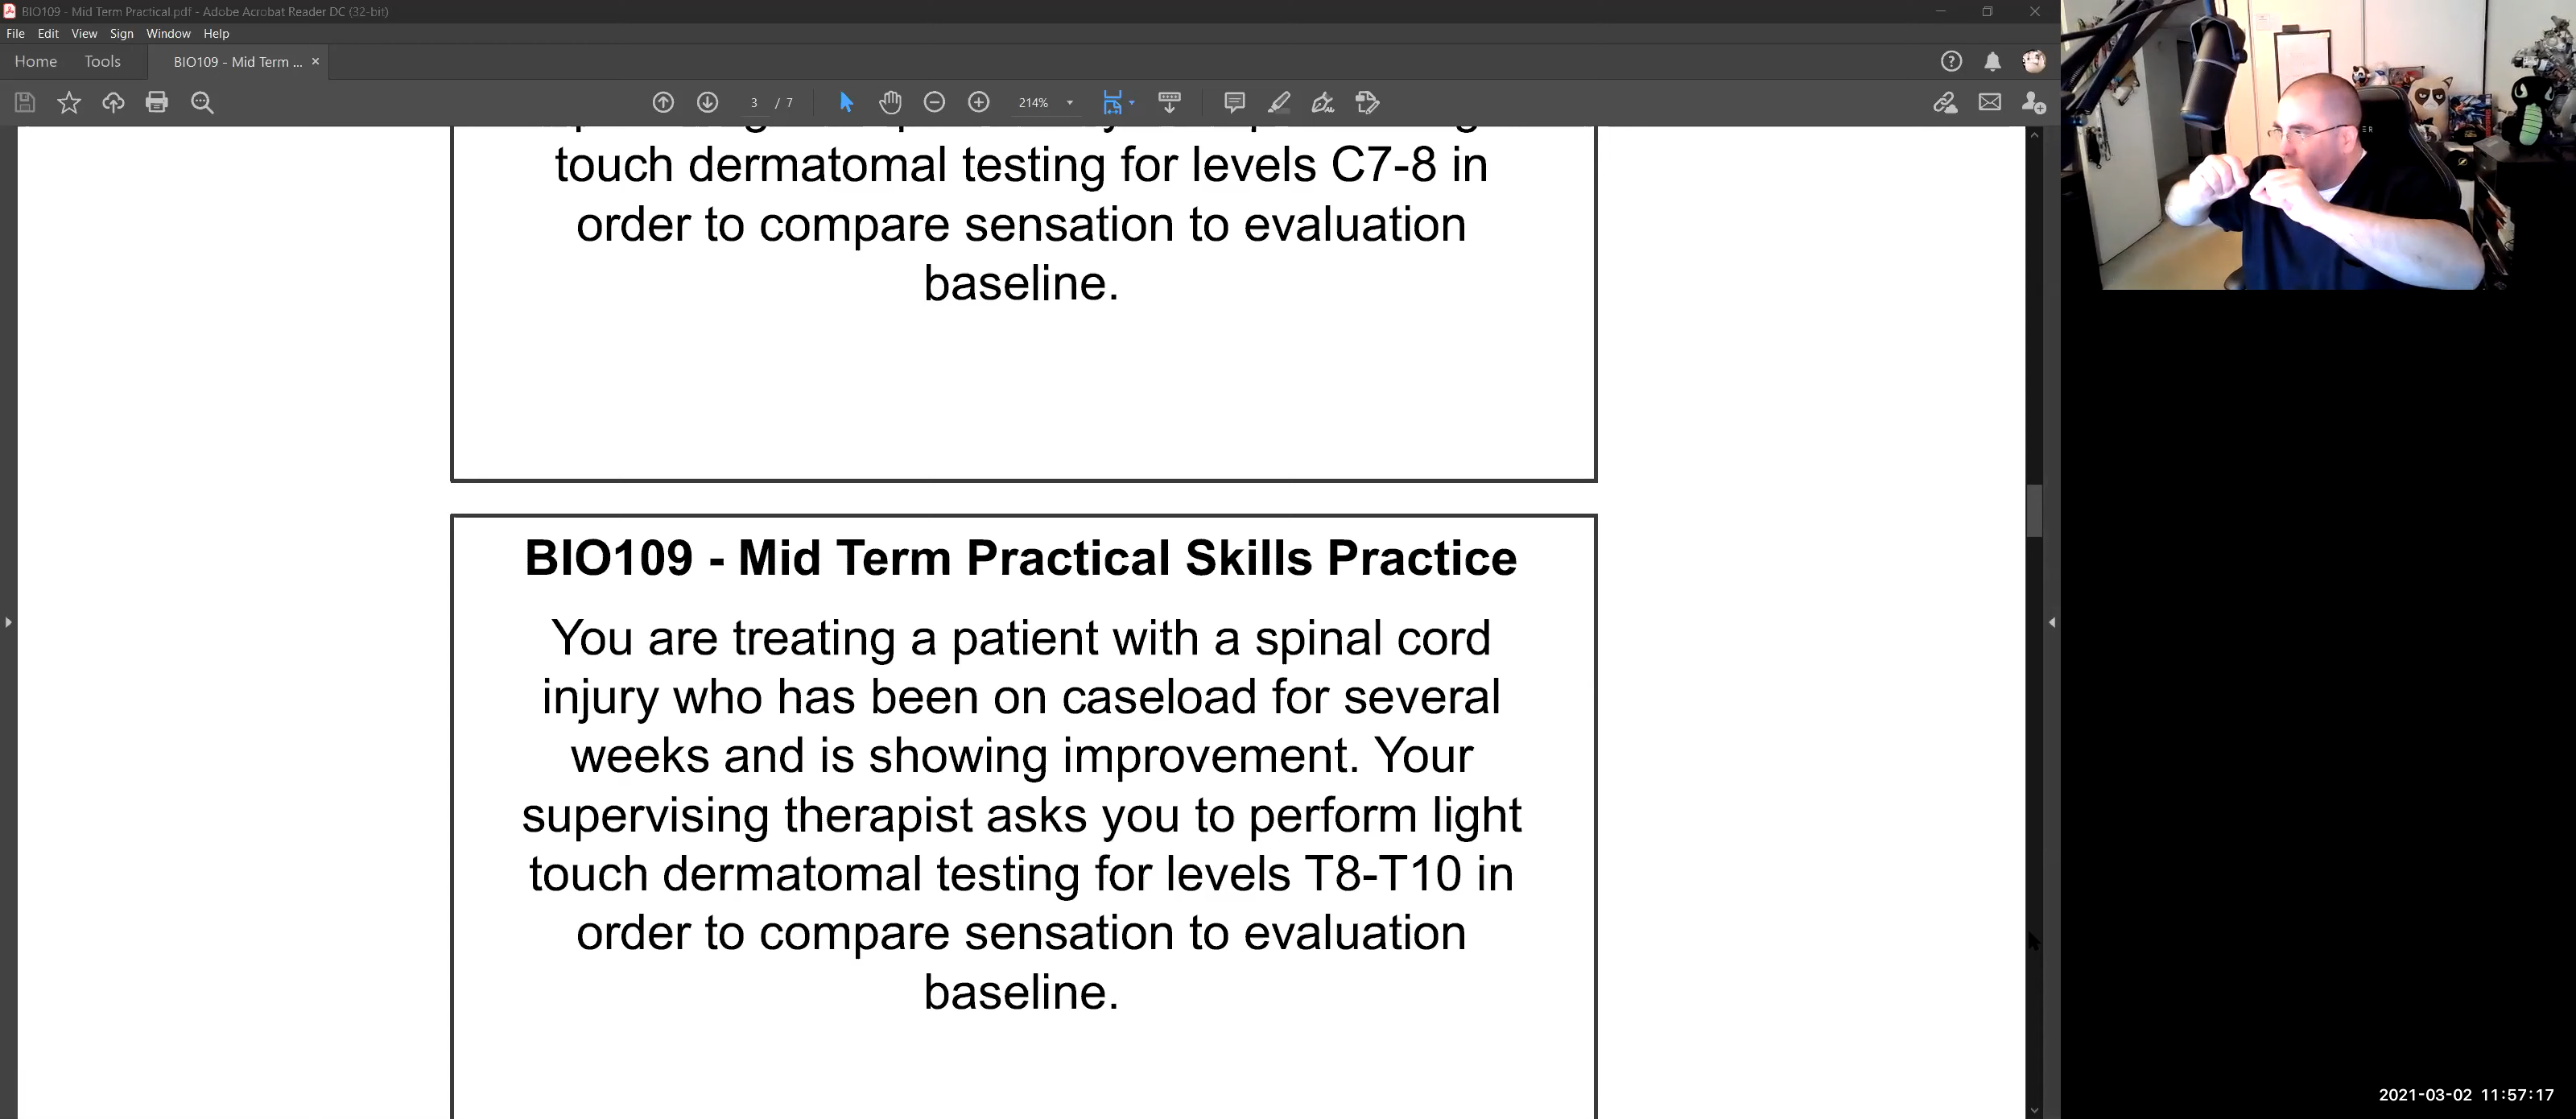 BIO109 - Mid Term Practical.pdf - Adobe Acrobat Reader DC (32-bit)
File Edit View Sign Window Help
Home Tools BIO109 - Mid Term ... ×
3 / 7 214%
touch dermatomal testing for levels C7-8 in
order to compare sensation to evaluation
baseline.
BIO109 - Mid Term Practical Skills Practice
You are treating a patient with a spinal cord
injury who has been on caseload for several
weeks and is showing improvement. Your
supervising therapist asks you to perform light
touch dermatomal testing for levels T8-T10 in
order to compare sensation to evaluation
baseline.
2021-03-02 11:57:17